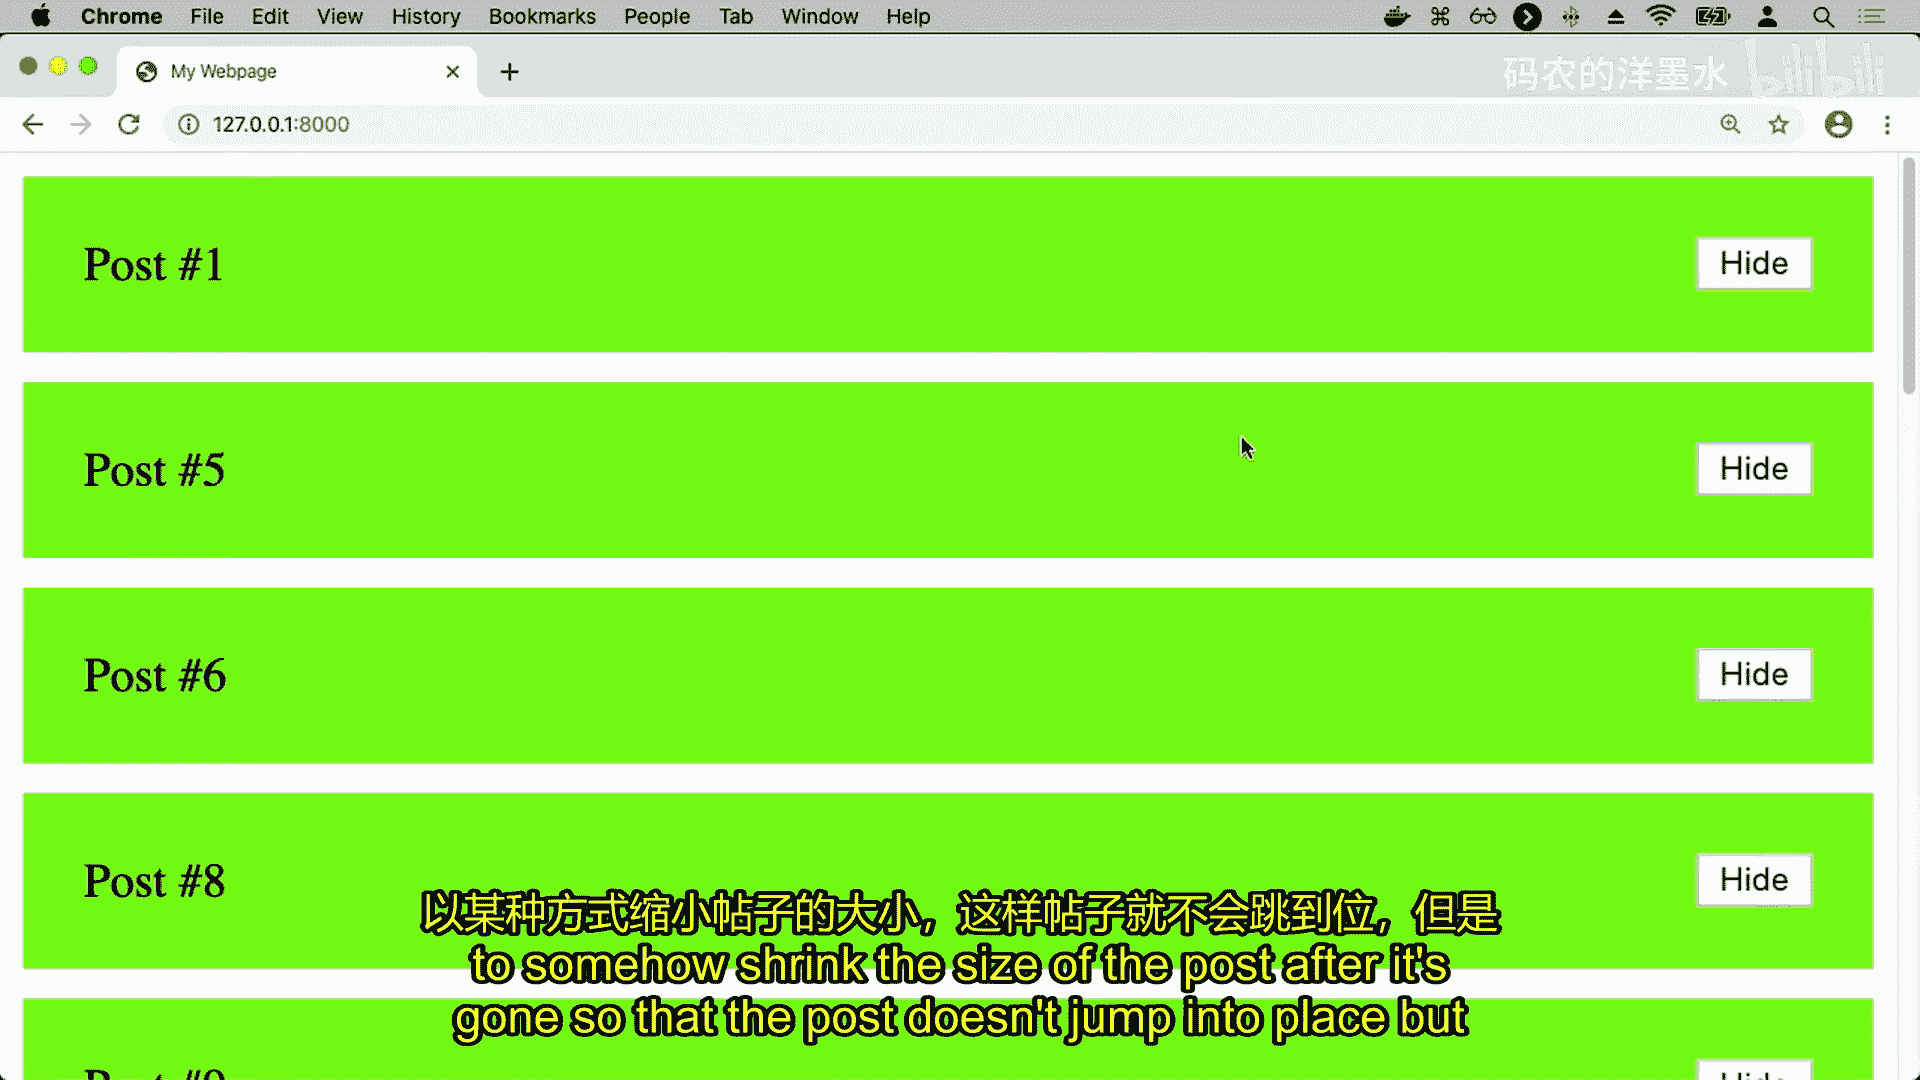 Chrome File Edit View History Bookmarks People Tab Window Help
My Webpage
码农的洋墨水 bilibili
127.0.0.1:8000
Post #1 Hide
Post #5 Hide
Post #6 Hide
Post #8 Hide
以某种方式缩小帖子的大小，这样帖子就不会跳到位，但是
to somehow shrink the size of the post after it's
gone so that the post doesn't jump into place but
Post #9 Hide